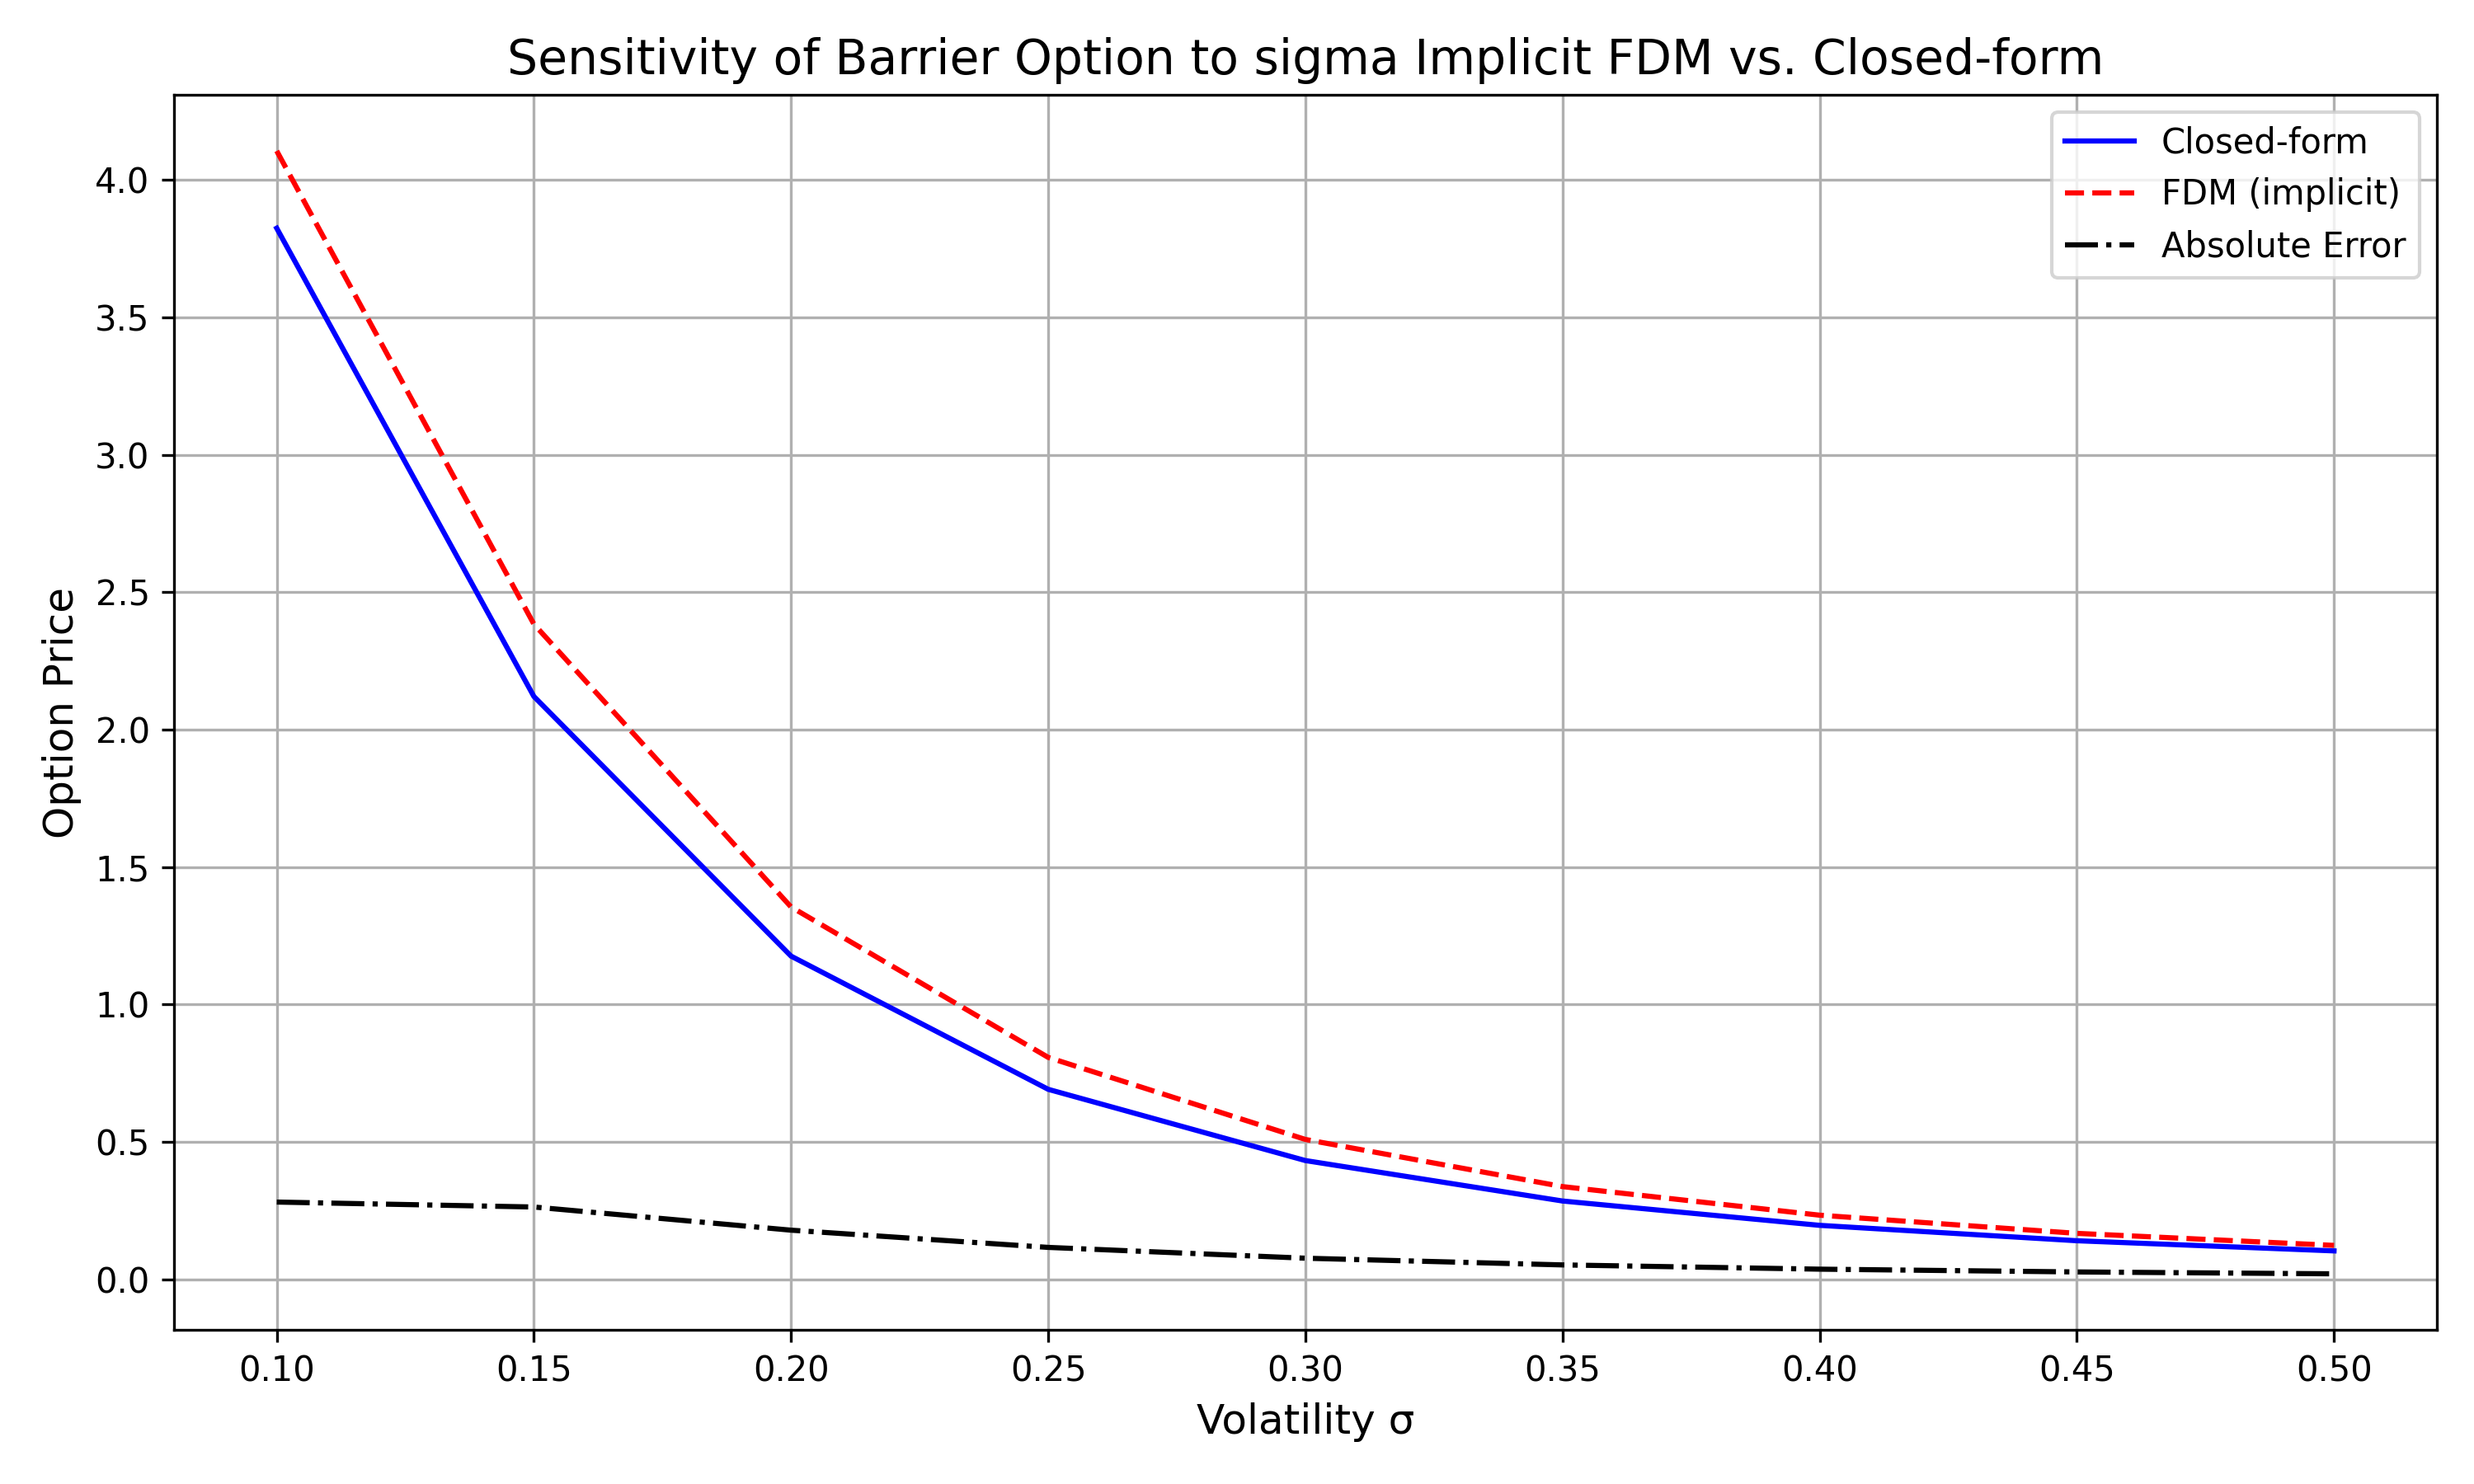 Sensitivity of Barrier Option to sigma Implicit FDM vs. Closed-form
Closed-form
FDM (implicit)
Absolute Error
Option Price
4.0
3.5
3.0
2.5
2.0
1.5
1.0
0.5
0.0
0.10 0.15 0.20 0.25 0.30 0.35 0.40 0.45 0.50
Volatility σ